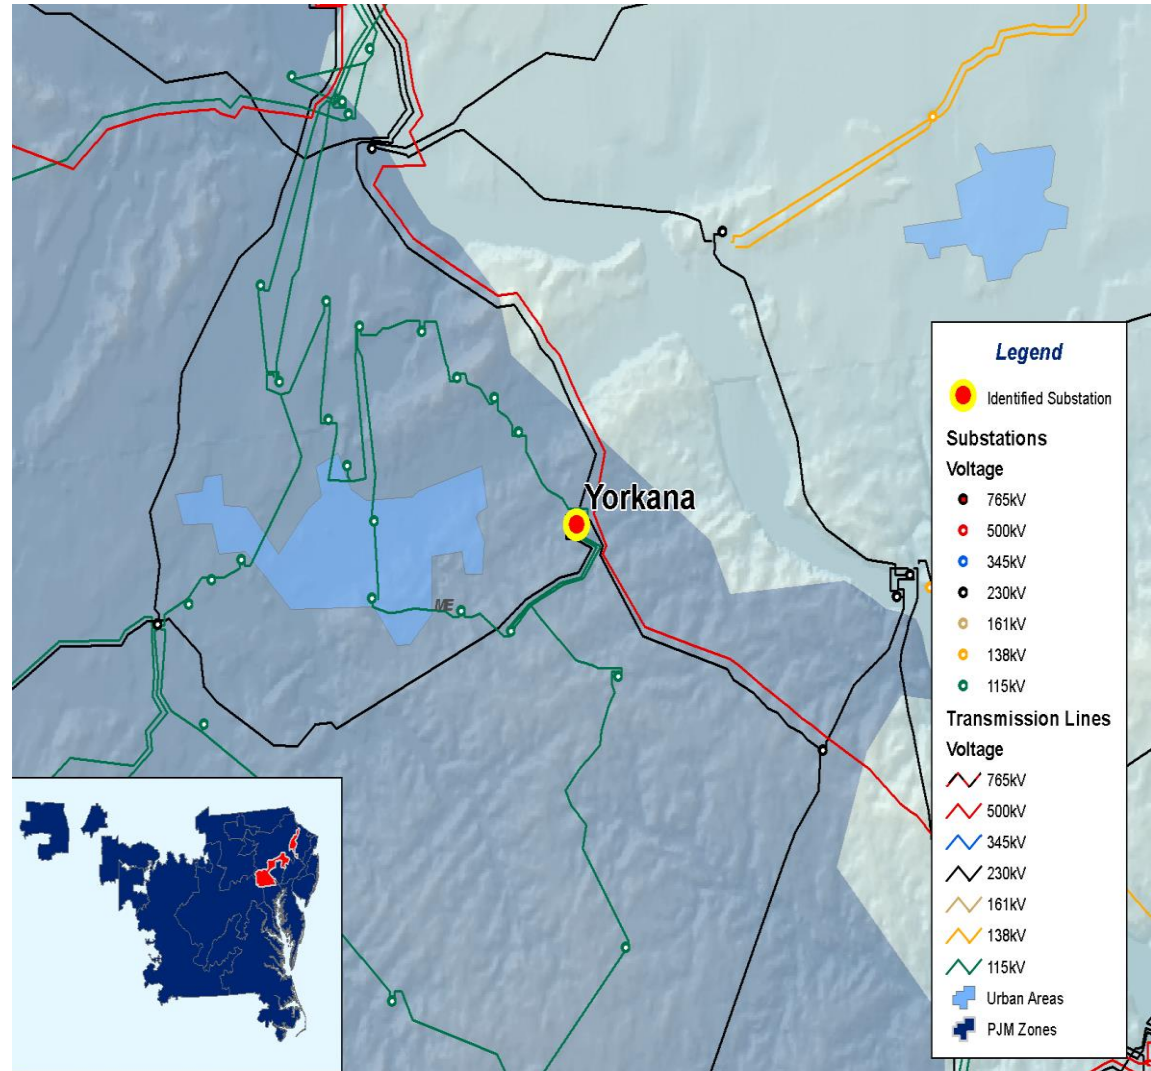 Yorkana
ME
Legend
Identified Substation
Substations
Voltage
765kV
500kV
345kV
230kV
161kV
138kV
115kV
Transmission Lines
Voltage
765kV
500kV
345kV
230kV
161kV
138kV
115kV
Urban Areas
PJM Zones